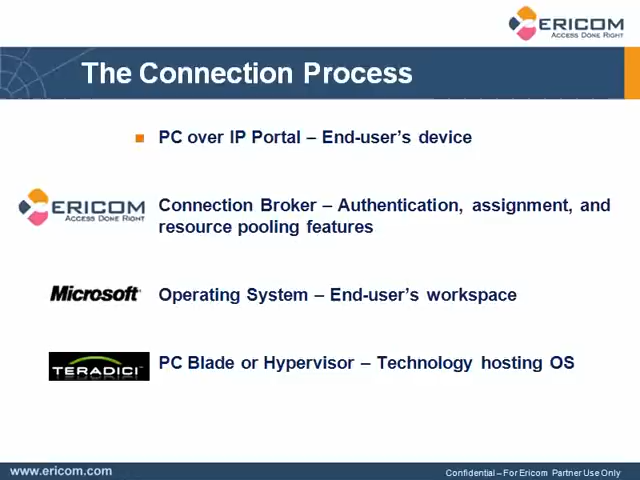 ERICOM
ACCESS DONE RIGHT
The Connection Process
PC over IP Portal – End-user's device
ERICOM
ACCESS DONE RIGHT
Connection Broker – Authentication, assignment, and
resource pooling features
Microsoft
Operating System – End-user's workspace
TERADICI
PC Blade or Hypervisor – Technology hosting OS
www.ericom.com
Confidential – For Ericom Partner Use Only